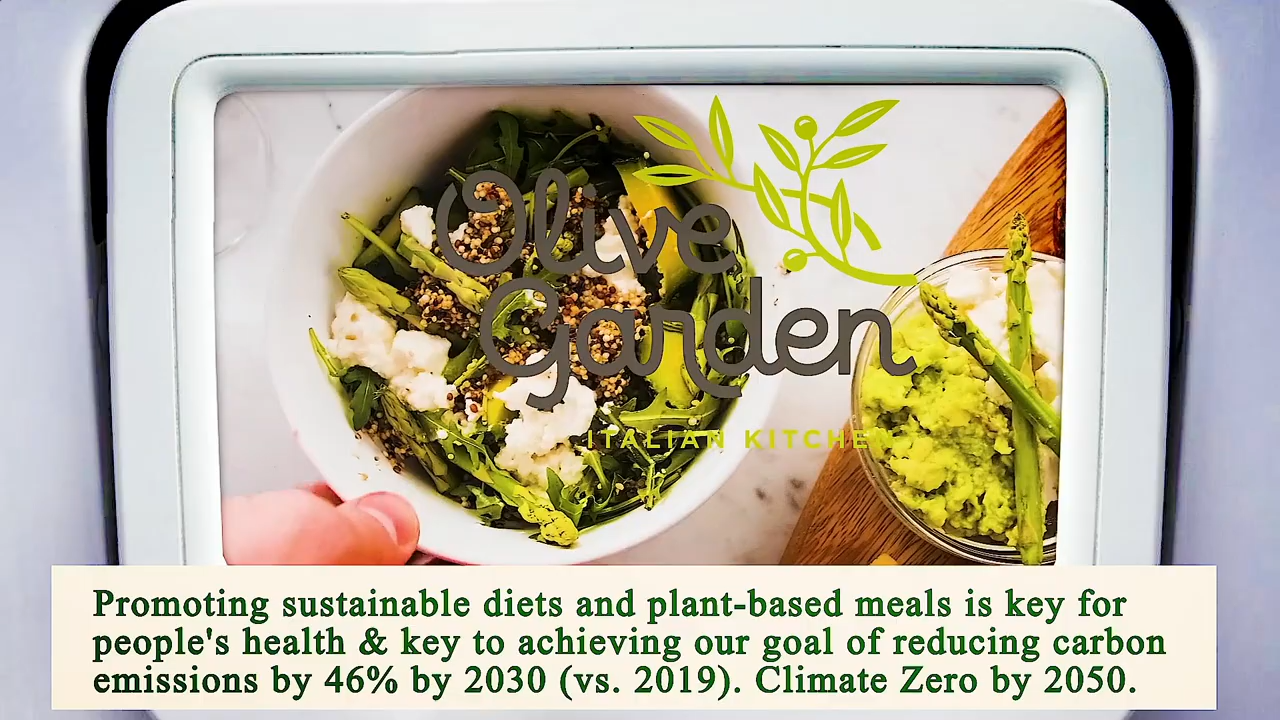 Olive
Garden
ITALIAN KITCHEN
Promoting sustainable diets and plant-based meals is key for
people's health & key to achieving our goal of reducing carbon
emissions by 46% by 2030 (vs. 2019). Climate Zero by 2050.